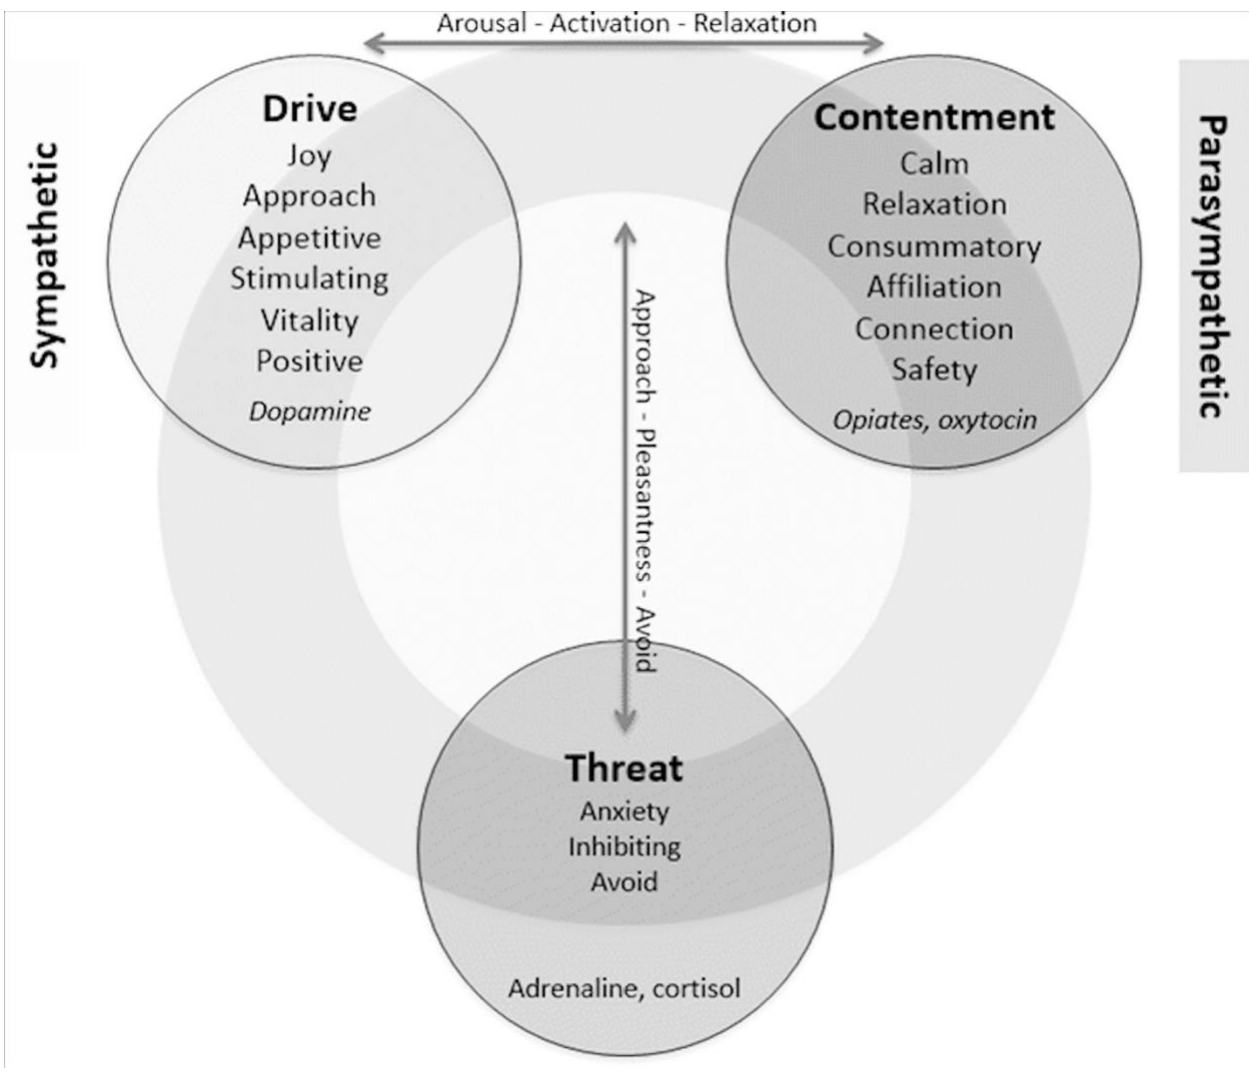 Arousal - Activation - Relaxation
Sympathetic
Drive
Joy
Approach
Appetitive
Stimulating
Vitality
Positive
Dopamine
Contentment
Calm
Relaxation
Consummatory
Affiliation
Connection
Safety
Opiates, oxytocin
Parasympathetic
Approach - Pleasantness - Avoid
Threat
Anxiety
Inhibiting
Avoid
Adrenaline, cortisol